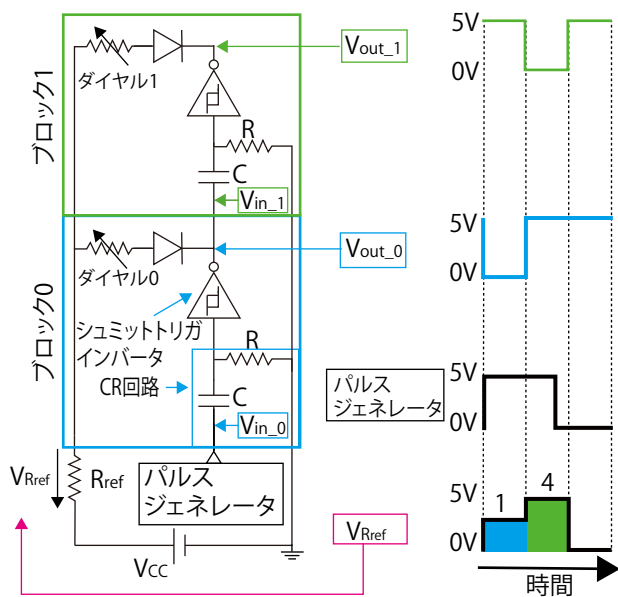 ブロック1
ダイヤル1
Vout_1
R
C
Vin_1
ブロック0
ダイヤル0
Vout_0
シュミットトリガ
インバータ
R
CR回路
C
Vin_0
パルス
ジェネレータ
VRref
Rref
VCC
VRref
5V
0V
5V
0V
パルス
ジェネレータ
5V
0V
5V
0V
1
4
時間